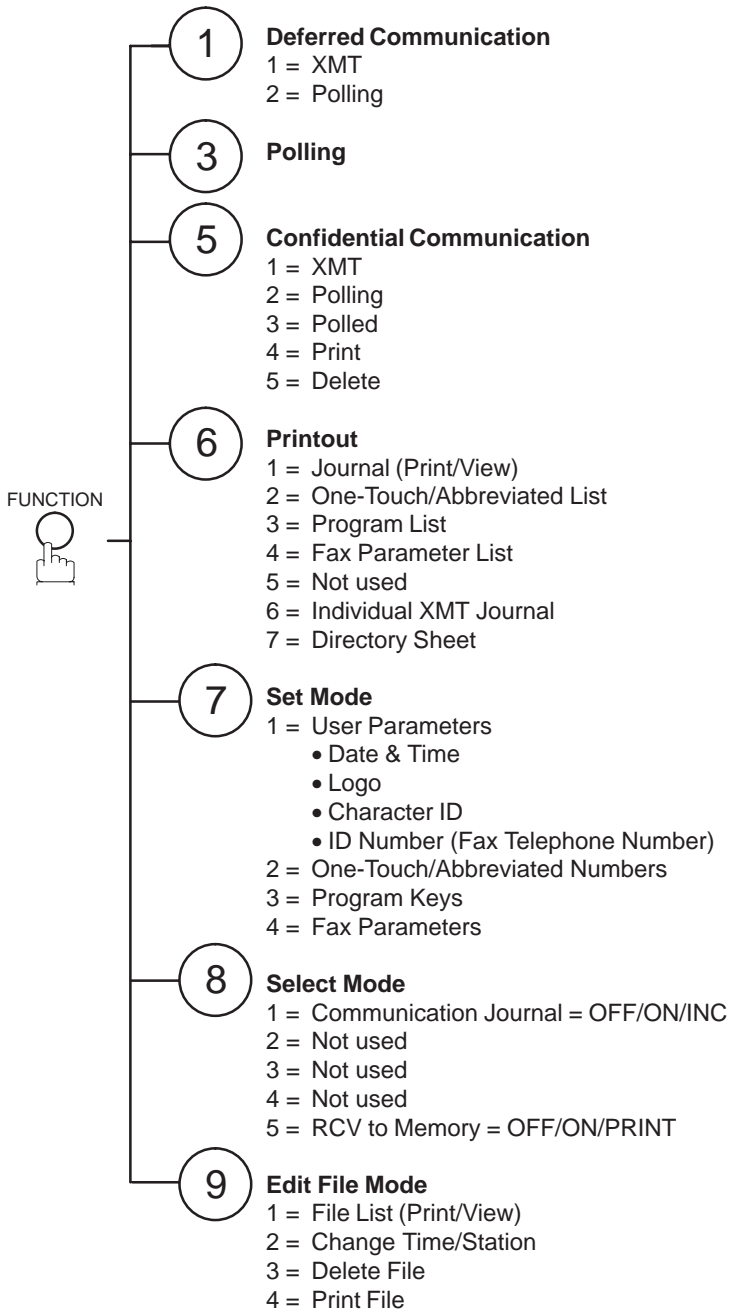 1
Deferred Communication
1 = XMT
2 = Polling
3
Polling
5
Confidential Communication
1 = XMT
2 = Polling
3 = Polled
4 = Print
5 = Delete
6
Printout
1 = Journal (Print/View)
2 = One-Touch/Abbreviated List
3 = Program List
4 = Fax Parameter List
5 = Not used
6 = Individual XMT Journal
7 = Directory Sheet
FUNCTION
7
Set Mode
1 = User Parameters
• Date & Time
• Logo
• Character ID
• ID Number (Fax Telephone Number)
2 = One-Touch/Abbreviated Numbers
3 = Program Keys
4 = Fax Parameters
8
Select Mode
1 = Communication Journal = OFF/ON/INC
2 = Not used
3 = Not used
4 = Not used
5 = RCV to Memory = OFF/ON/PRINT
9
Edit File Mode
1 = File List (Print/View)
2 = Change Time/Station
3 = Delete File
4 = Print File